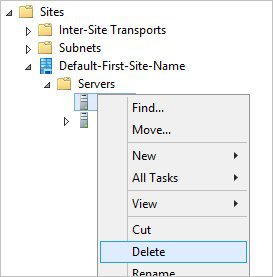 Sites
Inter-Site Transports
Subnets
Default-First-Site-Name
Servers
Find...
Move...
New
All Tasks
View
Cut
Delete
Rename